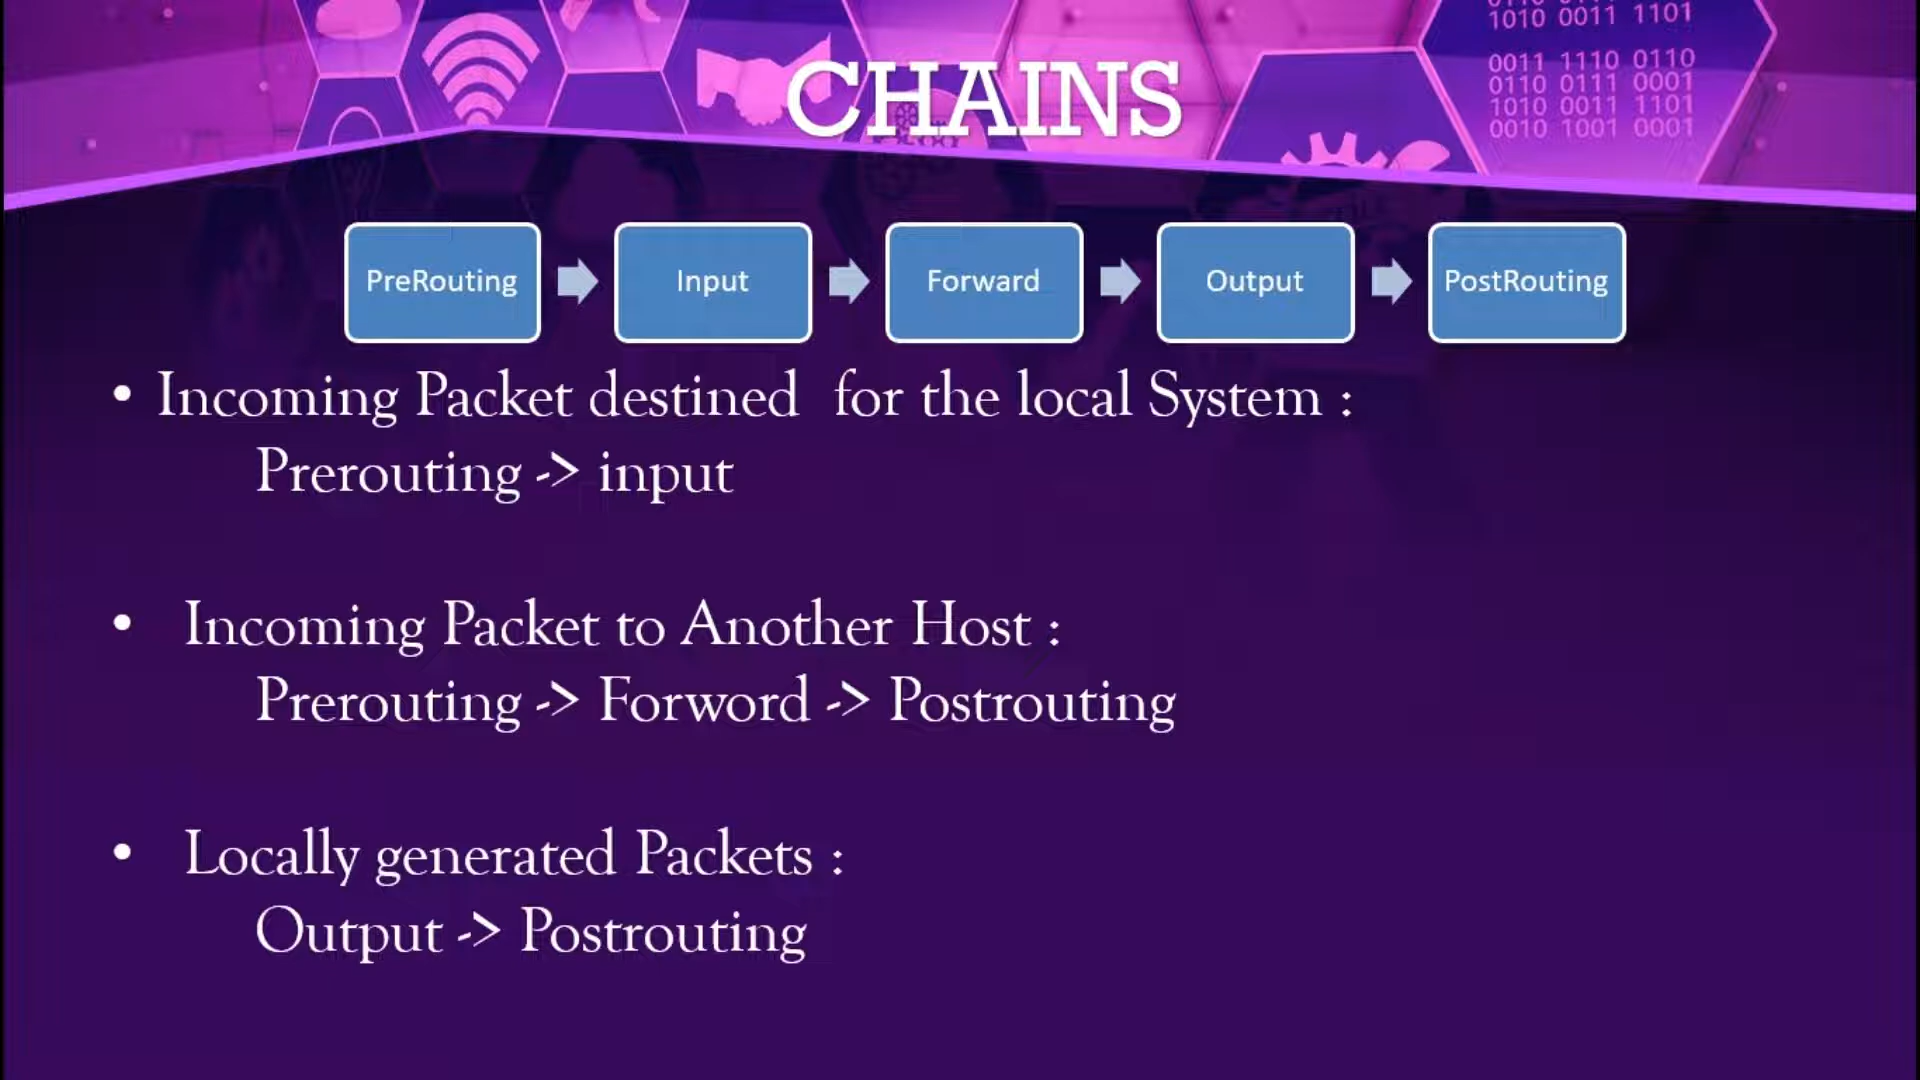 1010 0011 1101
0011 1110 0110
0110 0111 0001
1010 0011 1101
0010 1001 0001
CHAINS
PreRouting
Input
Forward
Output
PostRouting
• Incoming Packet destined for the local System :
Prerouting -> input
• Incoming Packet to Another Host :
Prerouting -> Forword -> Postrouting
• Locally generated Packets :
Output -> Postrouting